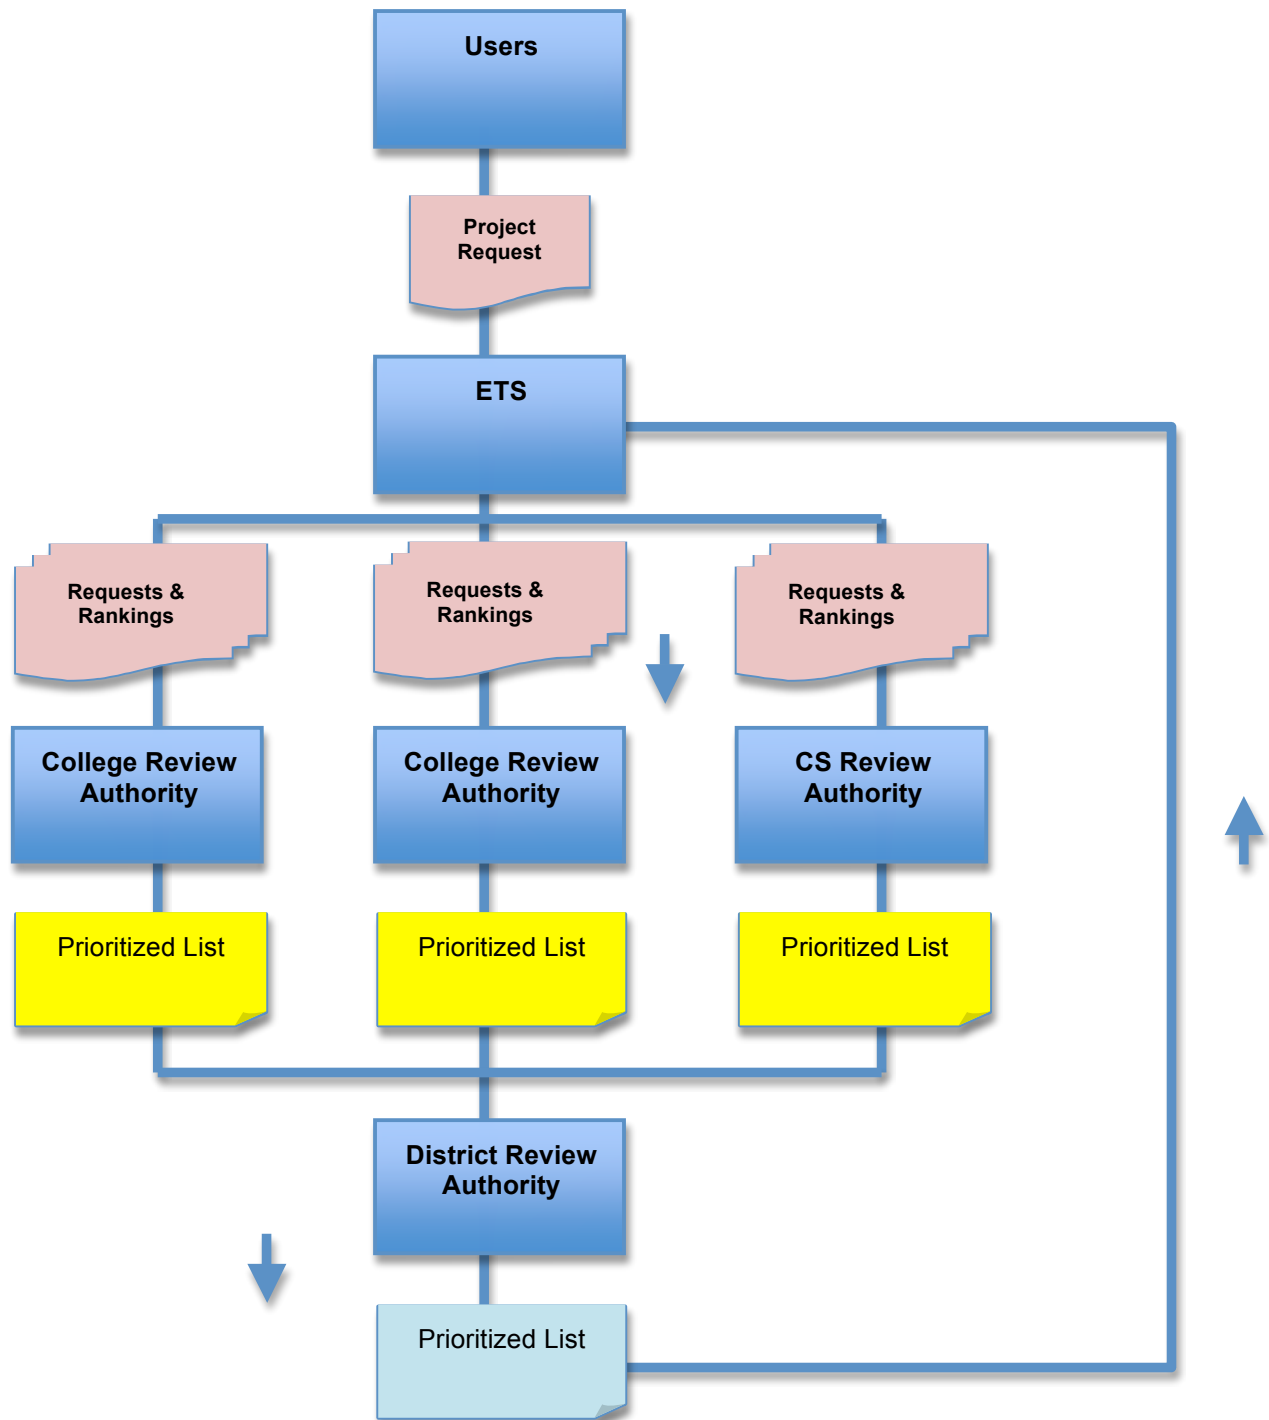 Users
Project
Request
ETS
Requests &
Rankings
Requests &
Rankings
Requests &
Rankings
College Review
Authority
College Review
Authority
CS Review
Authority
Prioritized List
Prioritized List
Prioritized List
District Review
Authority
Prioritized List